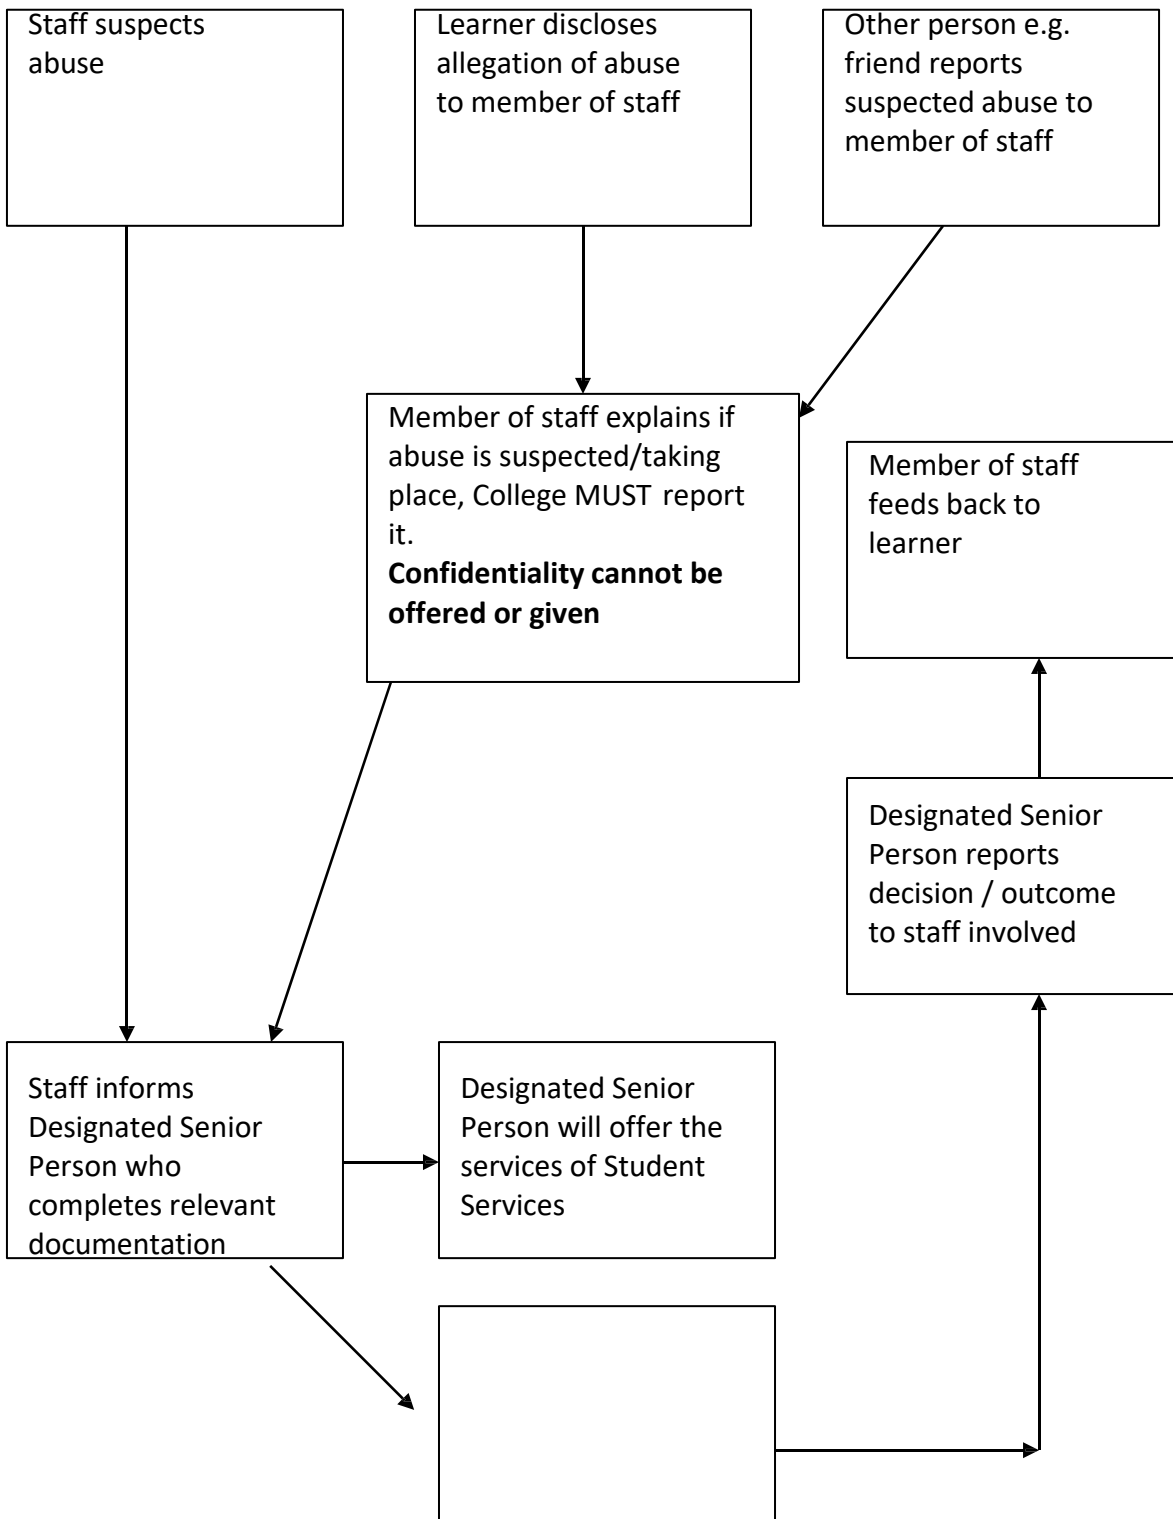 Staff suspects
abuse
Learner discloses
allegation of abuse
to member of staff
Other person e.g.
friend reports
suspected abuse to
member of staff
Member of staff explains if
abuse is suspected/taking
place, College MUST report
it.
Confidentiality cannot be
offered or given
Member of staff
feeds back to
learner
Designated Senior
Person reports
decision / outcome
to staff involved
Staff informs
Designated Senior
Person who
completes relevant
documentation
Designated Senior
Person will offer the
services of Student
Services